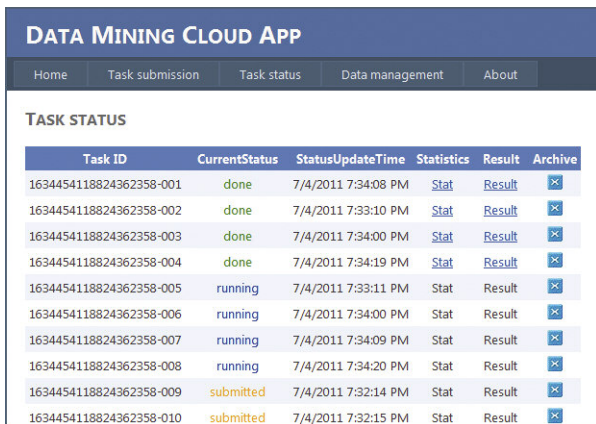 DATA MINING CLOUD APP
Home Task submission Task status Data management About
TASK STATUS
Task ID CurrentStatus StatusUpdateTime Statistics Result Archive
1634454118824362358-001 done 7/4/2011 7:34:08 PM Stat Result
1634454118824362358-002 done 7/4/2011 7:33:10 PM Stat Result
1634454118824362358-003 done 7/4/2011 7:34:00 PM Stat Result
1634454118824362358-004 done 7/4/2011 7:34:19 PM Stat Result
1634454118824362358-005 running 7/4/2011 7:33:11 PM Stat Result
1634454118824362358-006 running 7/4/2011 7:34:00 PM Stat Result
1634454118824362358-007 running 7/4/2011 7:34:09 PM Stat Result
1634454118824362358-008 running 7/4/2011 7:34:20 PM Stat Result
1634454118824362358-009 submitted 7/4/2011 7:32:14 PM Stat Result
1634454118824362358-010 submitted 7/4/2011 7:32:15 PM Stat Result